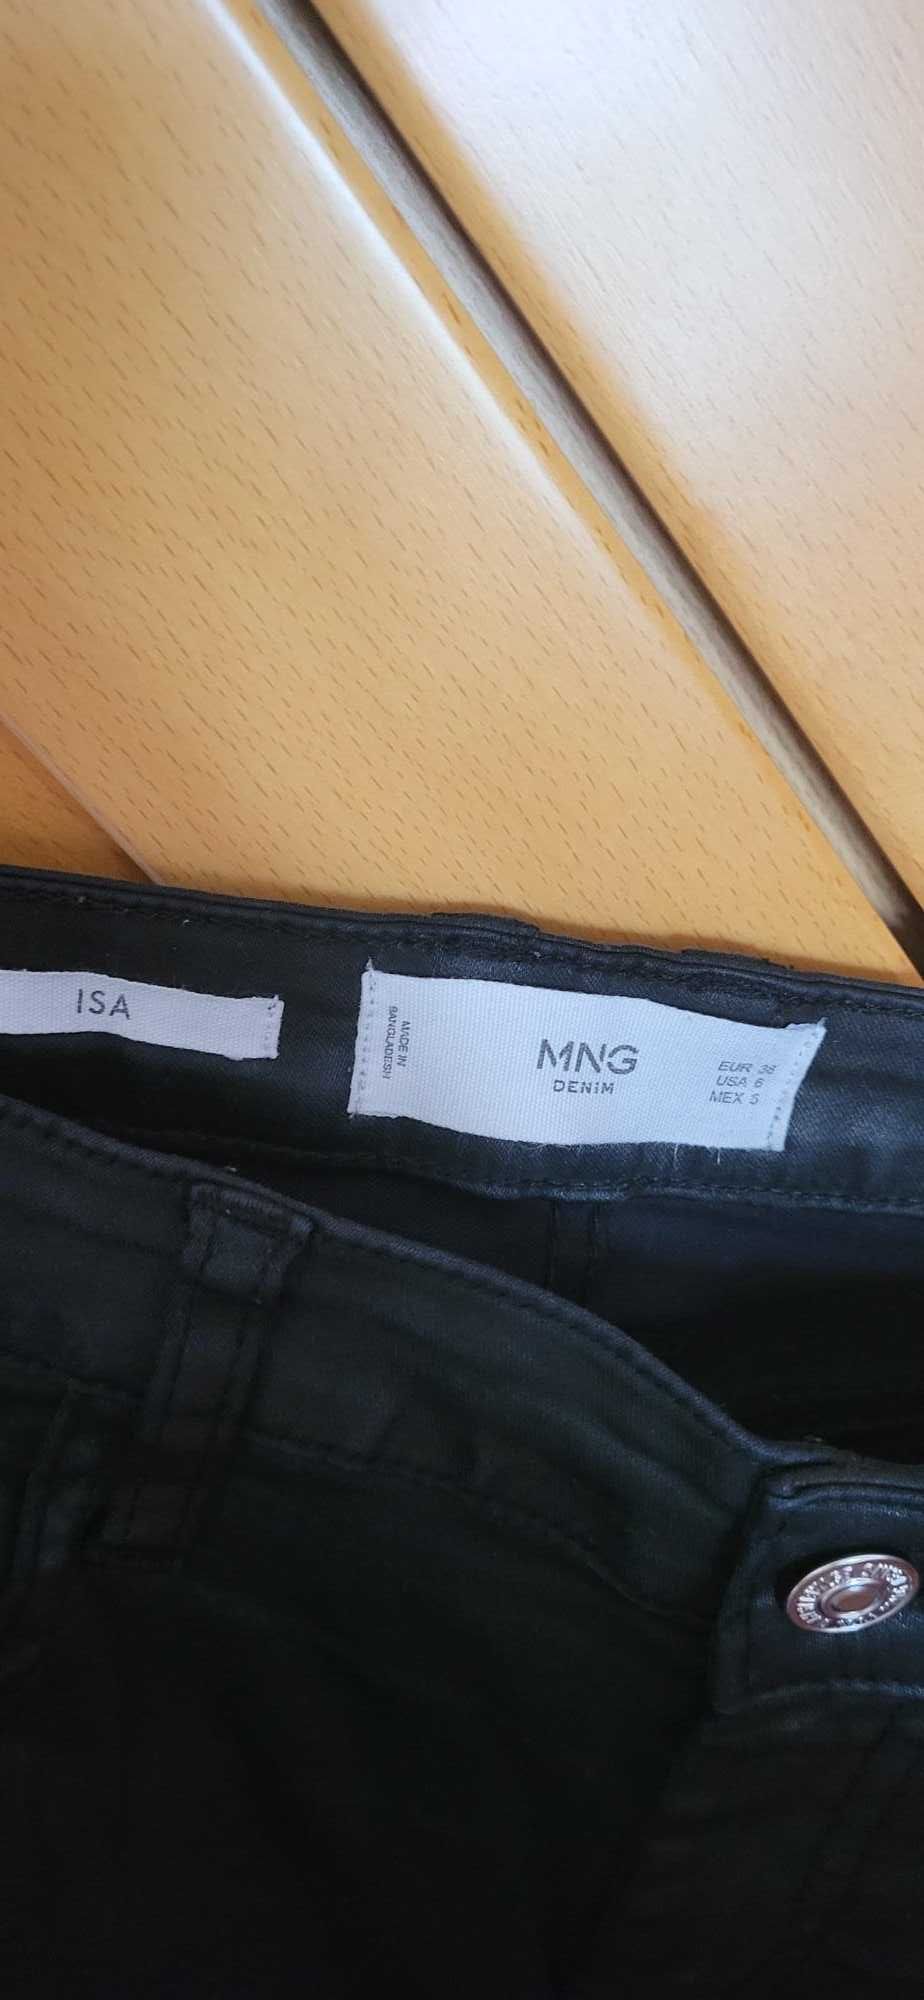 ISA
MADE IN
BANGLADESH
MNG
DENIM
EUR 38
USA 6
MEX 5